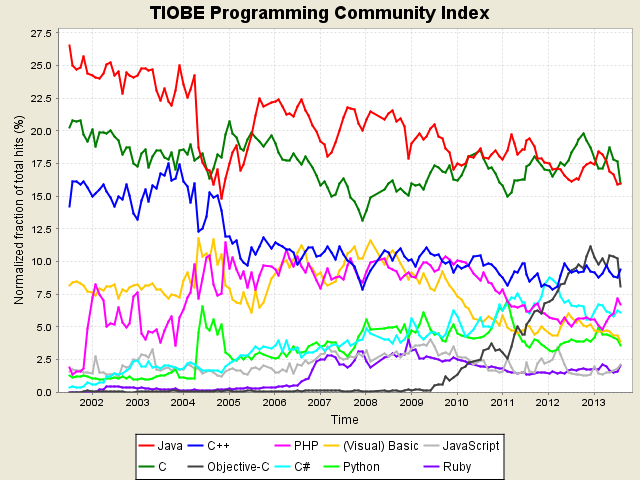 TIOBE Programming Community Index
Normalized fraction of total hits (%)
27.5
25.0
22.5
20.0
17.5
15.0
12.5
10.0
7.5
5.0
2.5
0.0
2002 2003 2004 2005 2006 2007 2008 2009 2010 2011 2012 2013
Time
Java C++ PHP (Visual) Basic JavaScript
C Objective-C C# Python Ruby